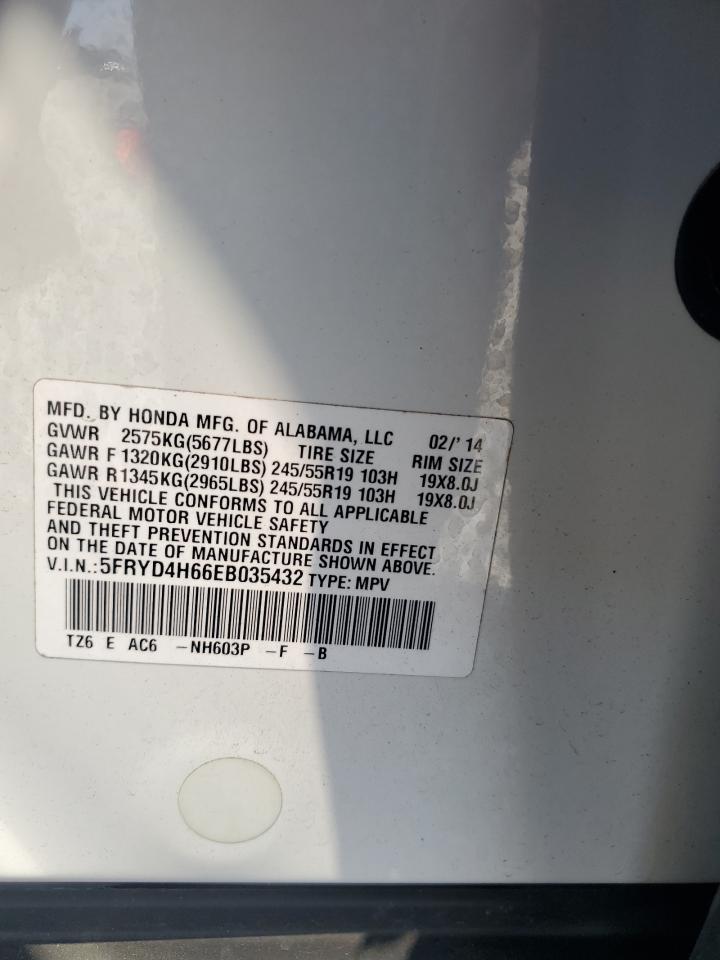 MFD. BY HONDA MFG. OF ALABAMA, LLC 02/' 14
GVWR 2575KG(5677LBS) TIRE SIZE RIM SIZE
GAWR F 1320KG(2910LBS) 245/55R19 103H 19X8.0J
GAWR R 1345KG(2965LBS) 245/55R19 103H 19X8.0J
THIS VEHICLE CONFORMS TO ALL APPLICABLE
FEDERAL MOTOR VEHICLE SAFETY
AND THEFT PREVENTION STANDARDS IN EFFECT
ON THE DATE OF MANUFACTURE SHOWN ABOVE.
V.I.N.: 5FRYD4H66EB035432 TYPE: MPV
TZ6 E AC6 -NH603P -F -B